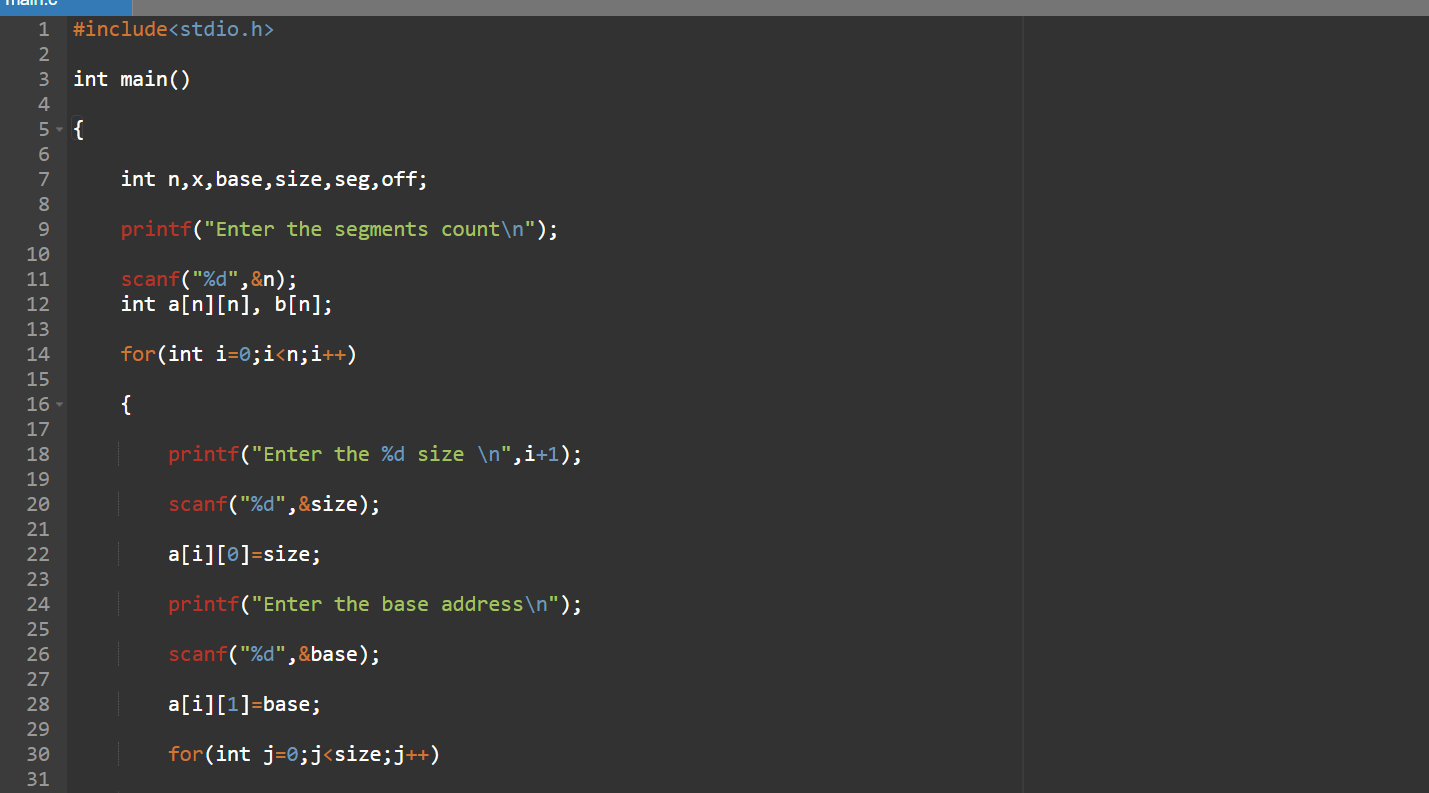 main.c
1 #include<stdio.h>
2
3 int main()
4
5 {
6
7     int n,x,base,size,seg,off;
8
9     printf("Enter the segments count\n");
10
11     scanf("%d",&n);
12     int a[n][n], b[n];
13
14     for(int i=0;i<n;i++)
15
16     {
17
18         printf("Enter the %d size \n",i+1);
19
20         scanf("%d",&size);
21
22         a[i][0]=size;
23
24         printf("Enter the base address\n");
25
26         scanf("%d",&base);
27
28         a[i][1]=base;
29
30         for(int j=0;j<size;j++)
31